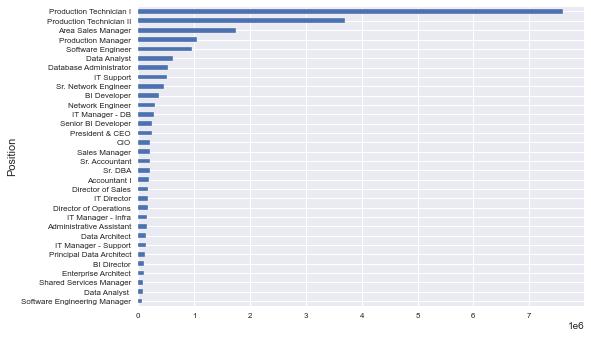 Position
Production Technician I
Production Technician II
Area Sales Manager
Production Manager
Software Engineer
Data Analyst
Database Administrator
IT Support
Sr. Network Engineer
BI Developer
Network Engineer
IT Manager - DB
Senior BI Developer
President & CEO
CIO
Sales Manager
Sr. Accountant
Sr. DBA
Accountant I
Director of Sales
IT Director
Director of Operations
IT Manager - Infra
Administrative Assistant
Data Architect
IT Manager - Support
Principal Data Architect
BI Director
Enterprise Architect
Shared Services Manager
Data Analyst
Software Engineering Manager
0 1 2 3 4 5 6 7
1e6